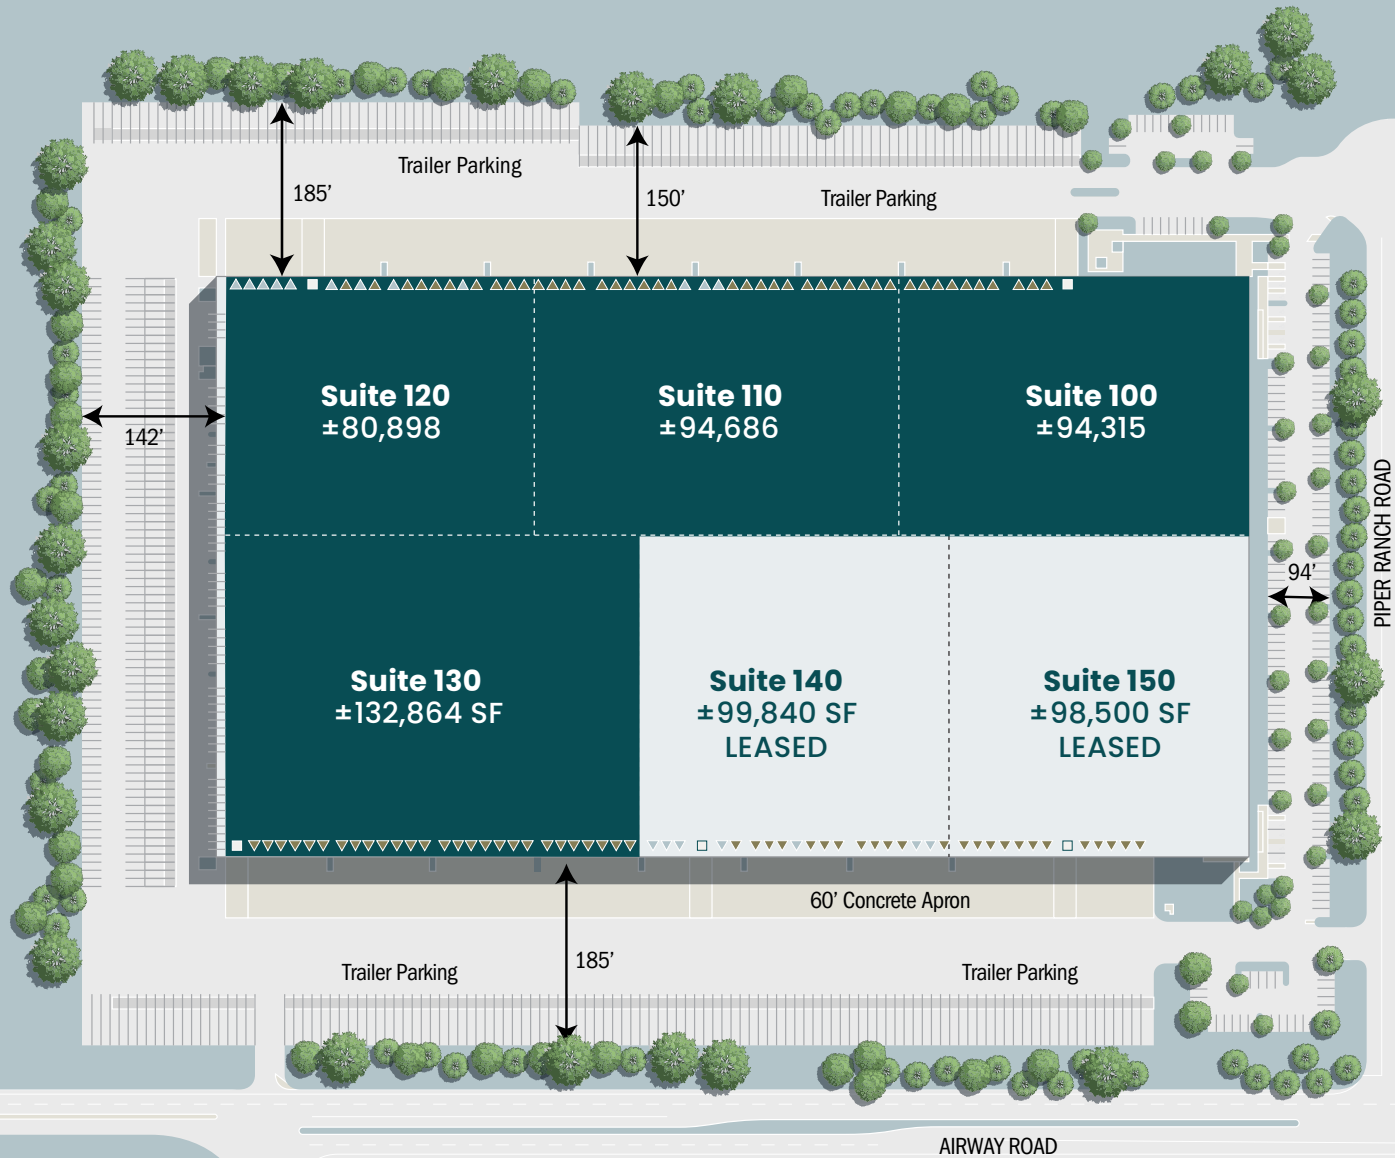 Trailer Parking
185’
150’
Trailer Parking
Suite 120
±80,898
Suite 110
±94,686
Suite 100
±94,315
142’
PIPER RANCH ROAD
94’
Suite 130
±132,864 SF
Suite 140
±99,840 SF
LEASED
Suite 150
±98,500 SF
LEASED
60’ Concrete Apron
185’
Trailer Parking
Trailer Parking
AIRWAY ROAD